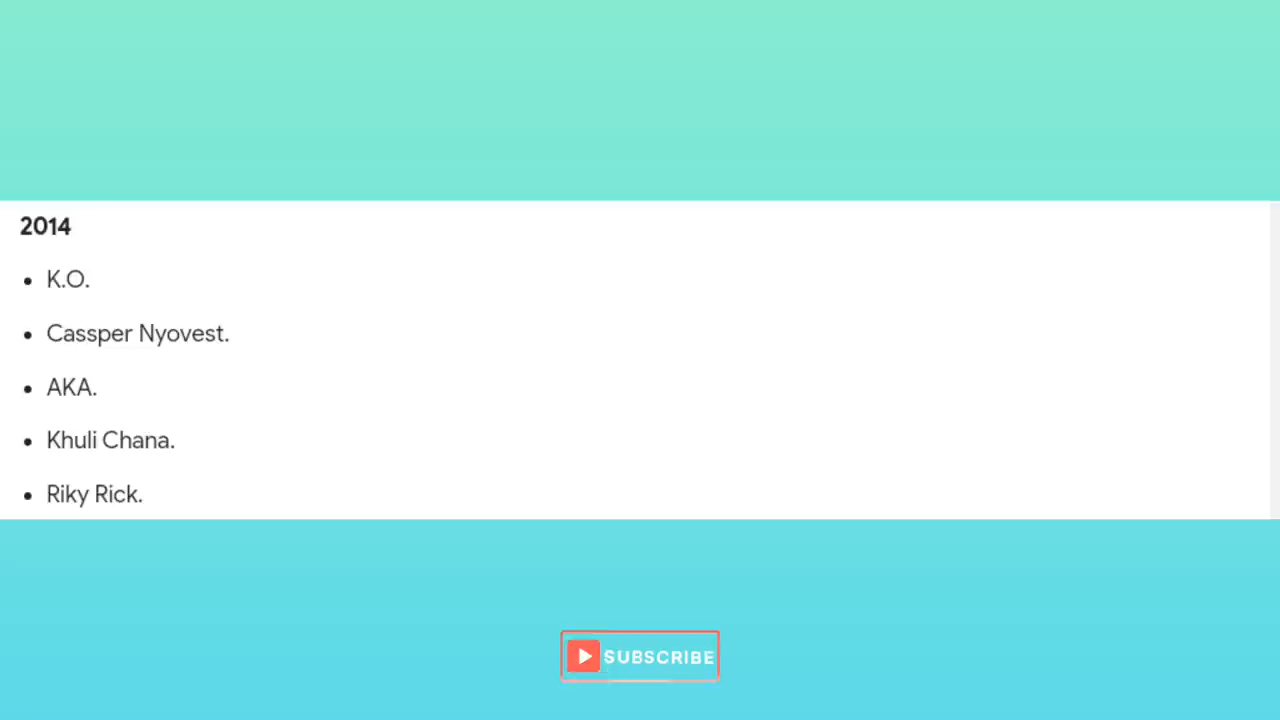 2014
• K.O.
• Cassper Nyovest.
• AKA.
• Khuli Chana.
• Riky Rick.
SUBSCRIBE